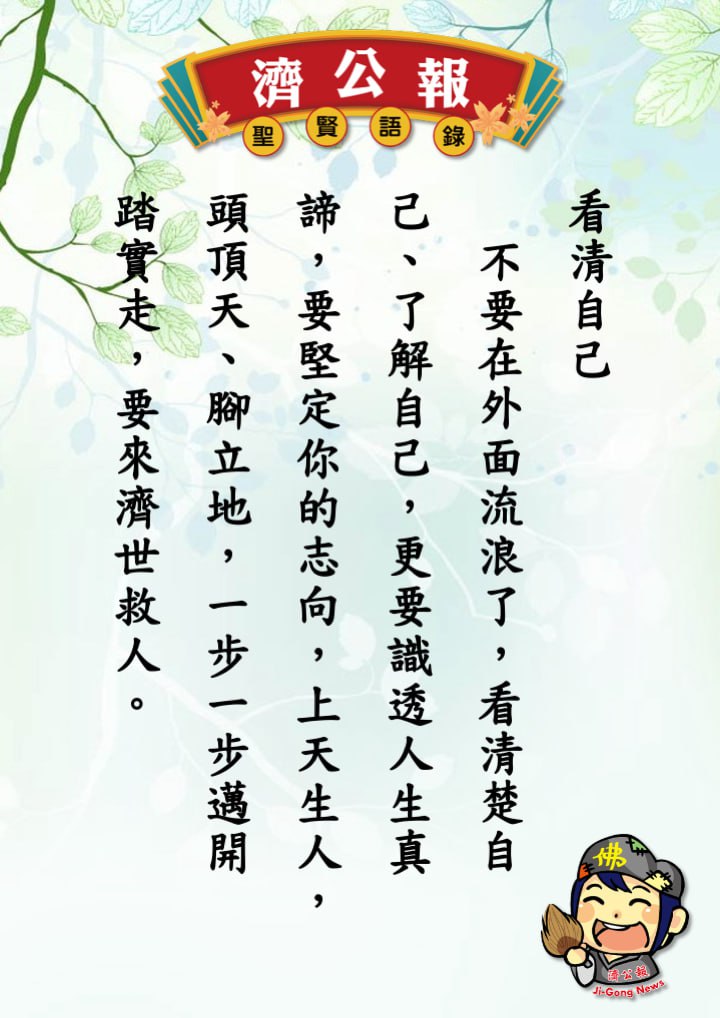 濟公報
聖賢語錄
看清自己
不要在外面流浪了，看清楚自
己、了解自己，更要識透人生真
諦，要堅定你的志向，上天生人，
頭頂天、腳立地，一步一步邁開
踏實走，要來濟世救人。
佛
濟公報
Ji-Gong News